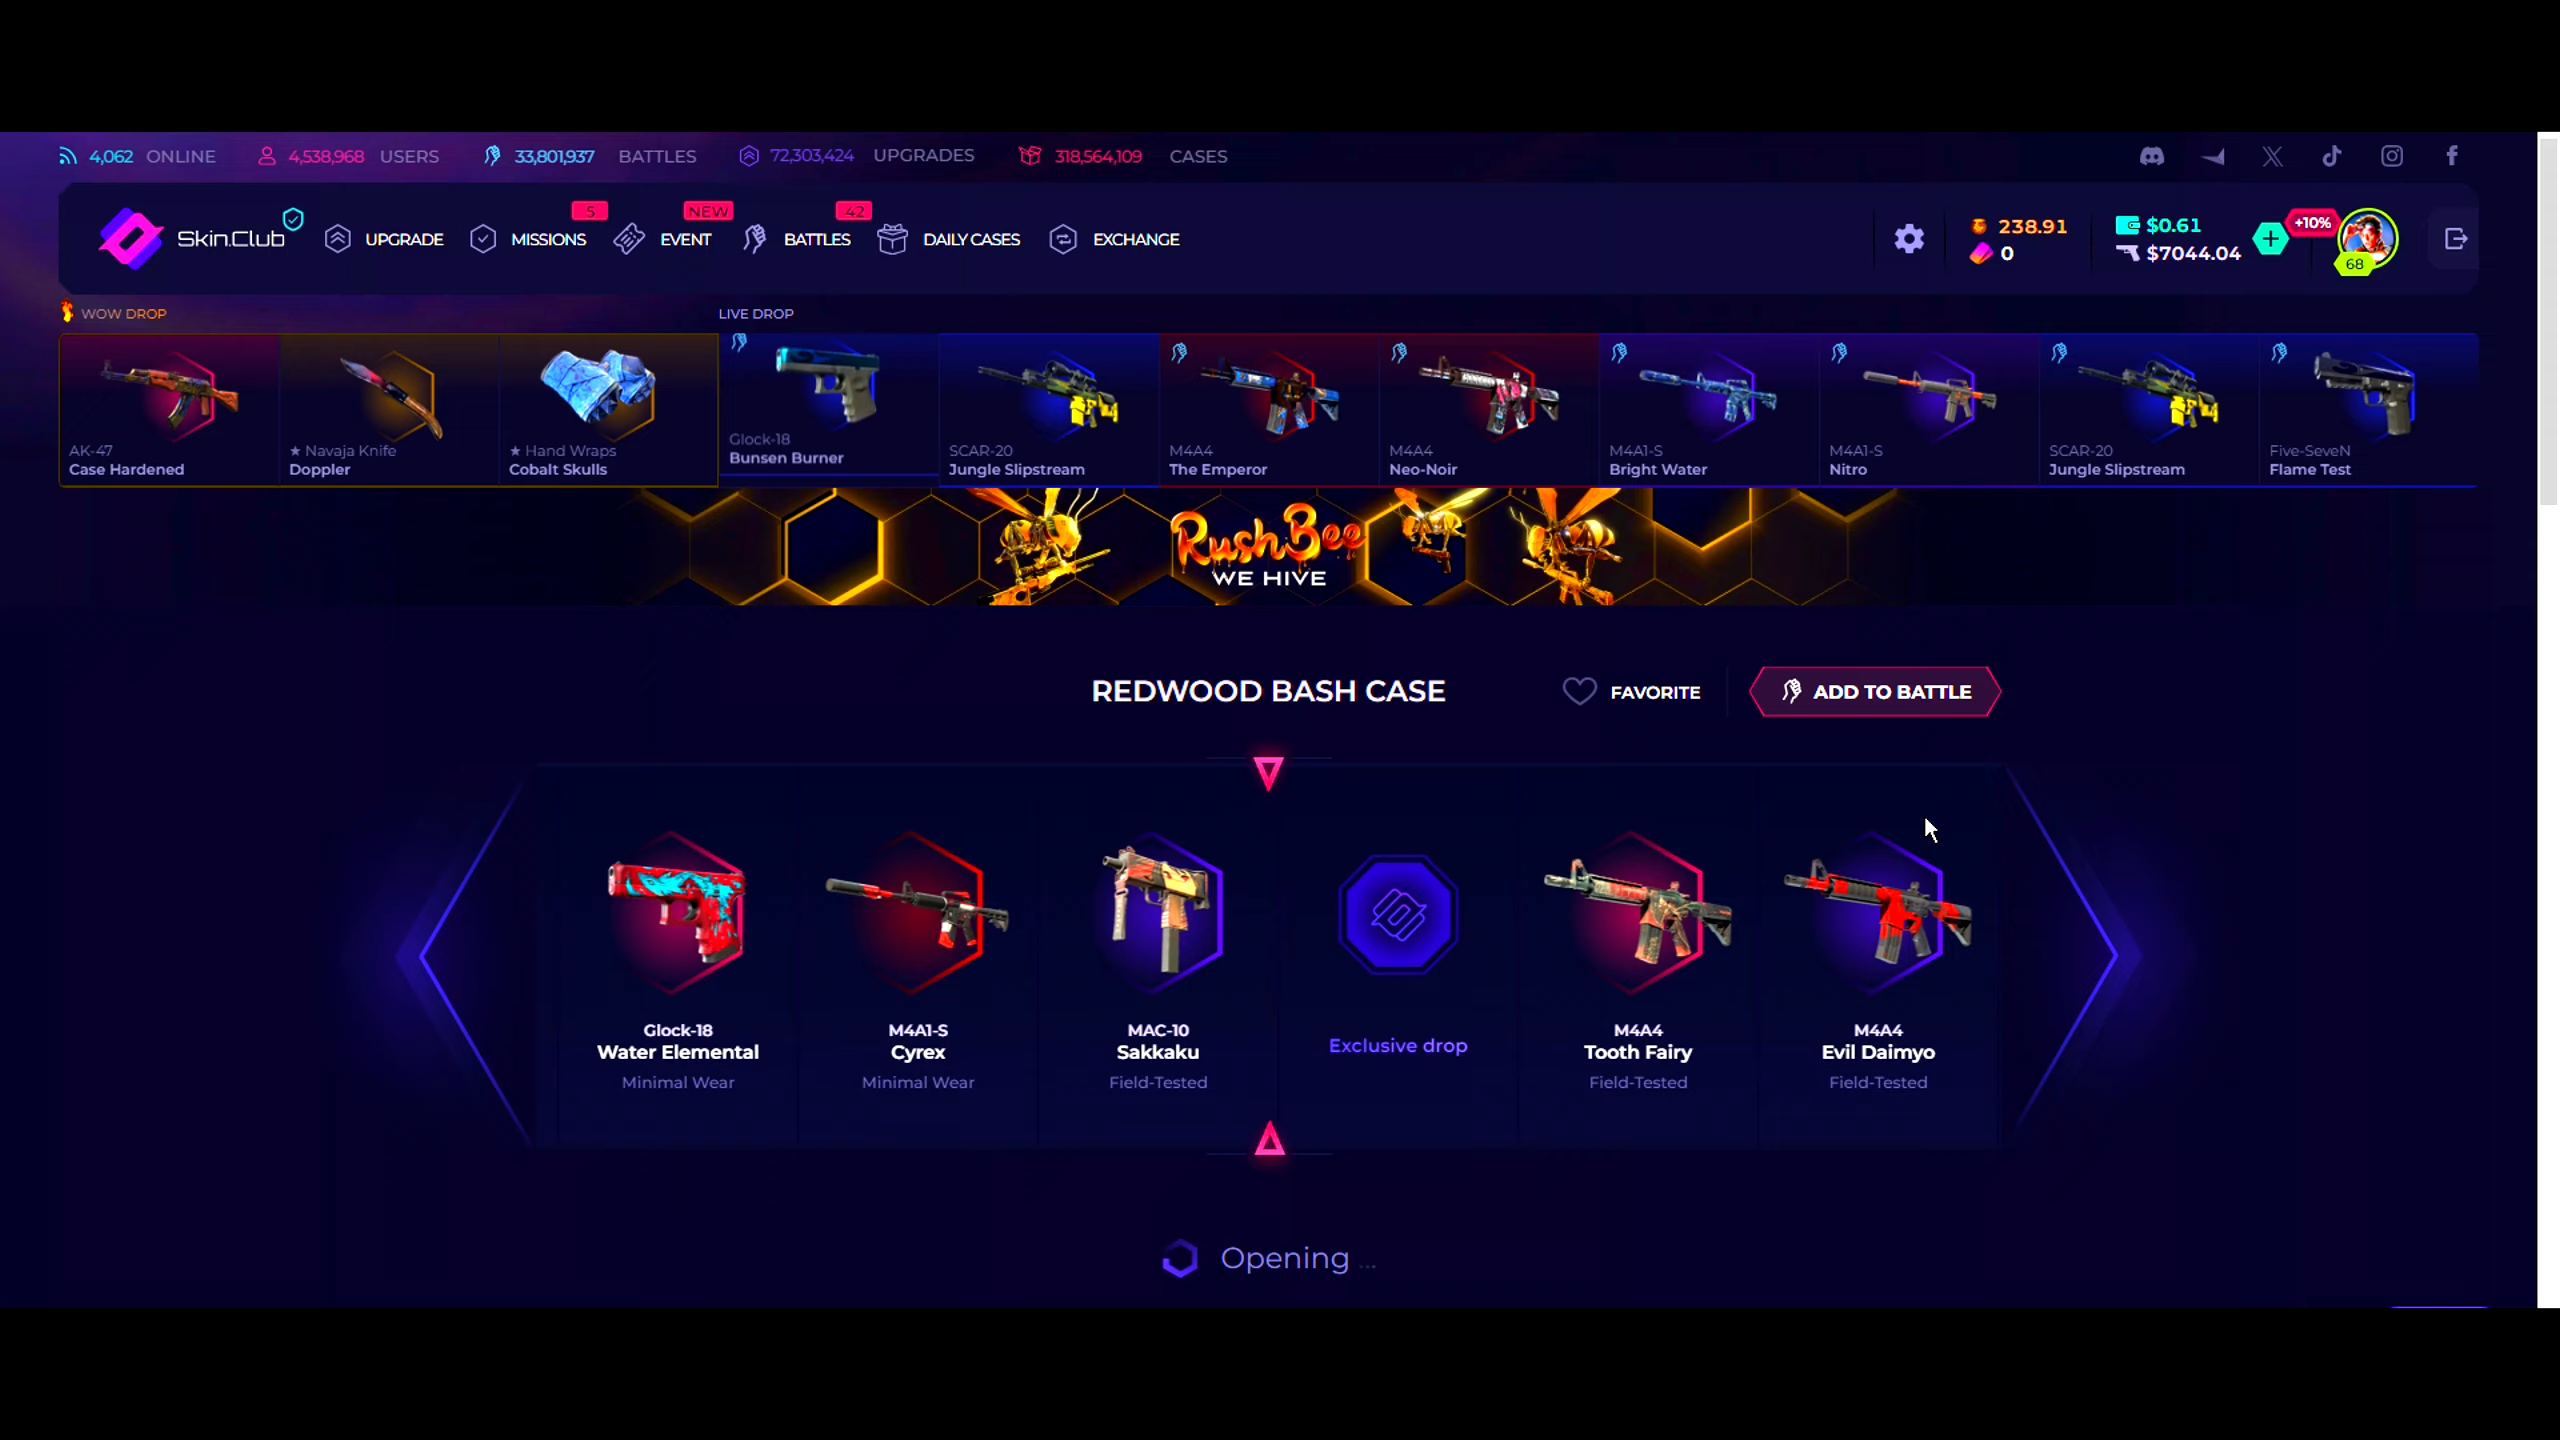 4,062 ONLINE 4,538,968 USERS 33,801,937 BATTLES 72,303,424 UPGRADES 318,564,109 CASES
5 NEW 42
Skin.Club UPGRADE MISSIONS EVENT BATTLES DAILY CASES EXCHANGE
238.91 $0.61 +10%
0 $7044.04 68
WOW DROP LIVE DROP
AK-47
Case Hardened
★ Navaja Knife
Doppler
★ Hand Wraps
Cobalt Skulls
Glock-18
Bunsen Burner
SCAR-20
Jungle Slipstream
M4A4
The Emperor
M4A4
Neo-Noir
M4A1-S
Bright Water
M4A1-S
Nitro
SCAR-20
Jungle Slipstream
Five-SeveN
Flame Test
RushBee
WE HIVE
REDWOOD BASH CASE FAVORITE ADD TO BATTLE
Glock-18
Water Elemental
Minimal Wear
M4A1-S
Cyrex
Minimal Wear
MAC-10
Sakkaku
Field-Tested
Exclusive drop
M4A4
Tooth Fairy
Field-Tested
M4A4
Evil Daimyo
Field-Tested
Opening ...